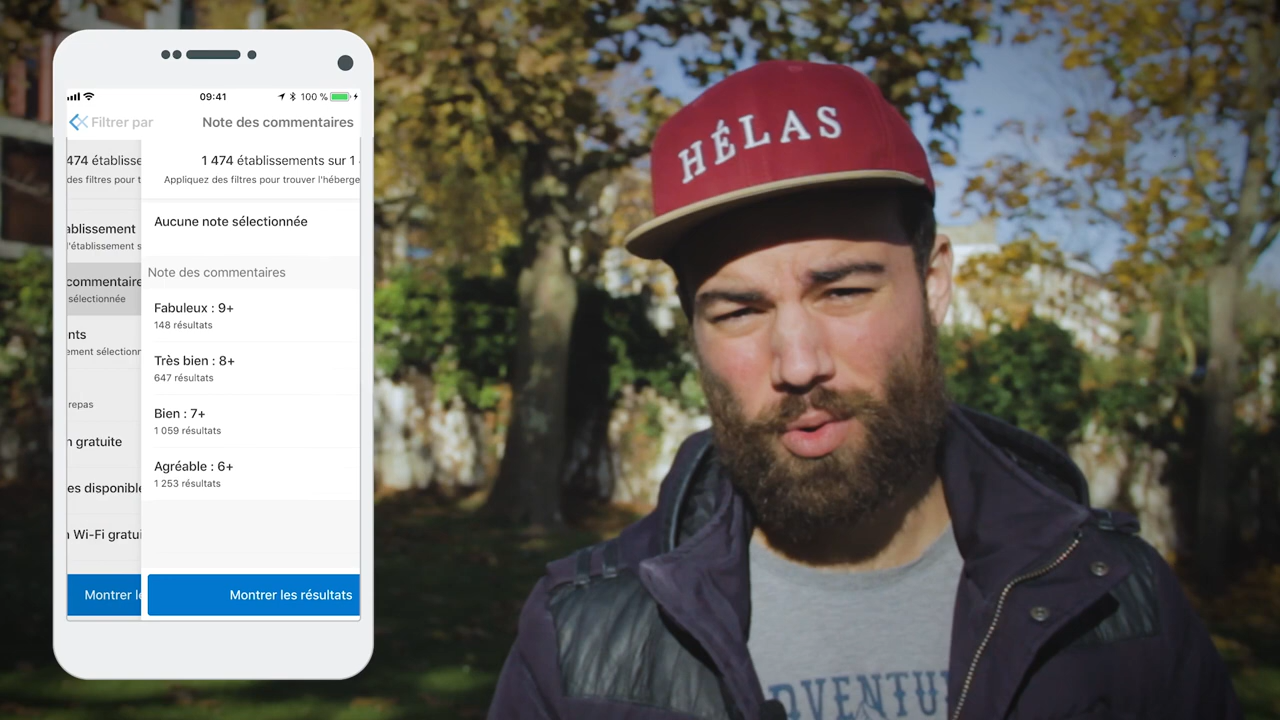 09:41
100 %
Filtrer par
Note des commentaires
474 établisse
1 474 établissements sur 1
des filtres pour t
Appliquez des filtres pour trouver l'héberge
ablissement
l'établissement s
Aucune note sélectionnée
commentaire
sélectionnée
Note des commentaires
nts
ement sélectionn
Fabuleux : 9+
148 résultats
Très bien : 8+
647 résultats
repas
Bien : 7+
1 059 résultats
n gratuite
Agréable : 6+
1 253 résultats
es disponible
Wi-Fi gratui
Montrer le
Montrer les résultats
HÉLAS
DVENTU